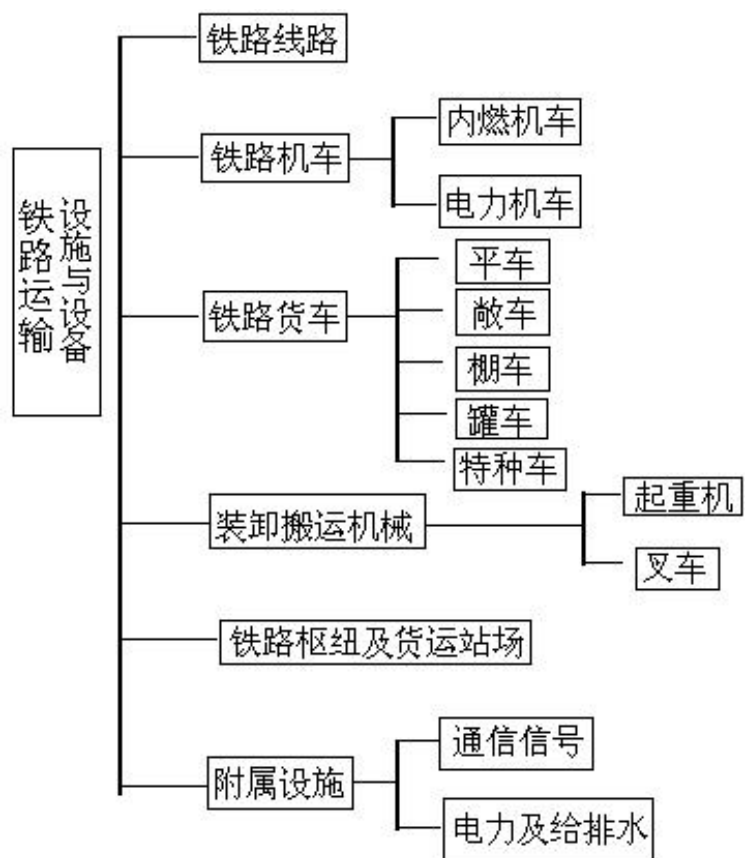 铁路运输
设施与设备
铁路线路
铁路机车
内燃机车
电力机车
铁路货车
平车
敞车
棚车
罐车
特种车
装卸搬运机械
起重机
叉车
铁路枢纽及货运站场
附属设施
通信信号
电力及给排水